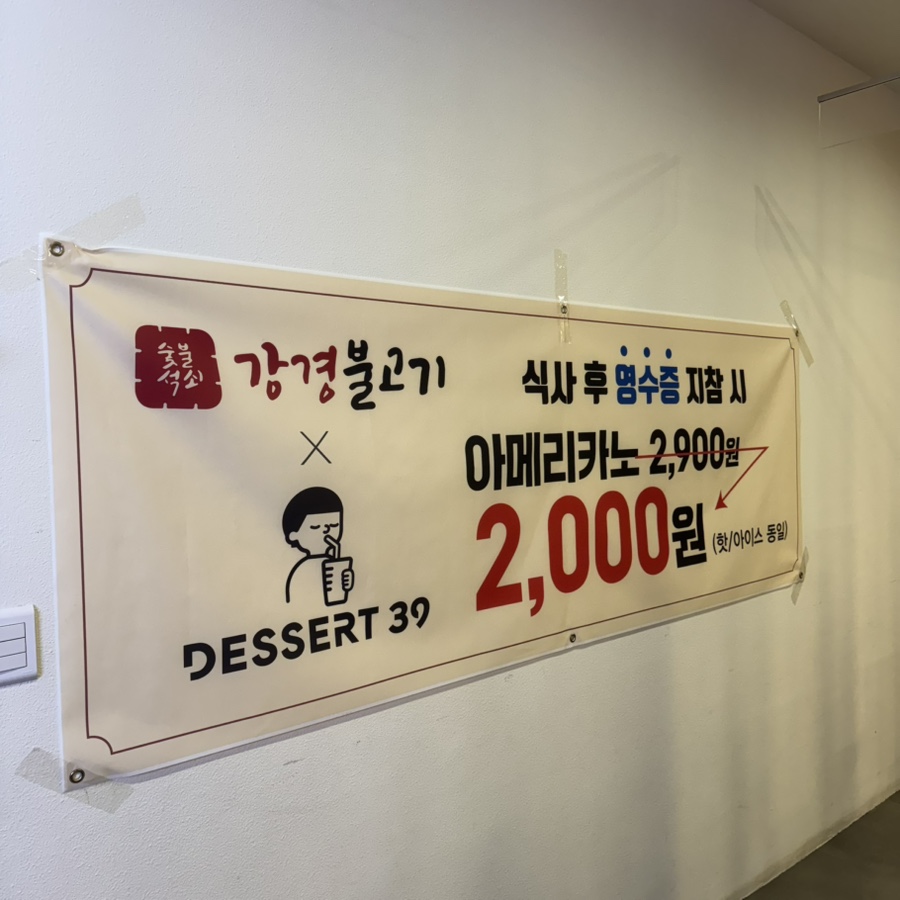 숯불
석쇠
강경불고기
X
DESSERT 39
식사 후 영수증 지참 시
아메리카노 2,900원
2,000원 (핫/아이스 동일)